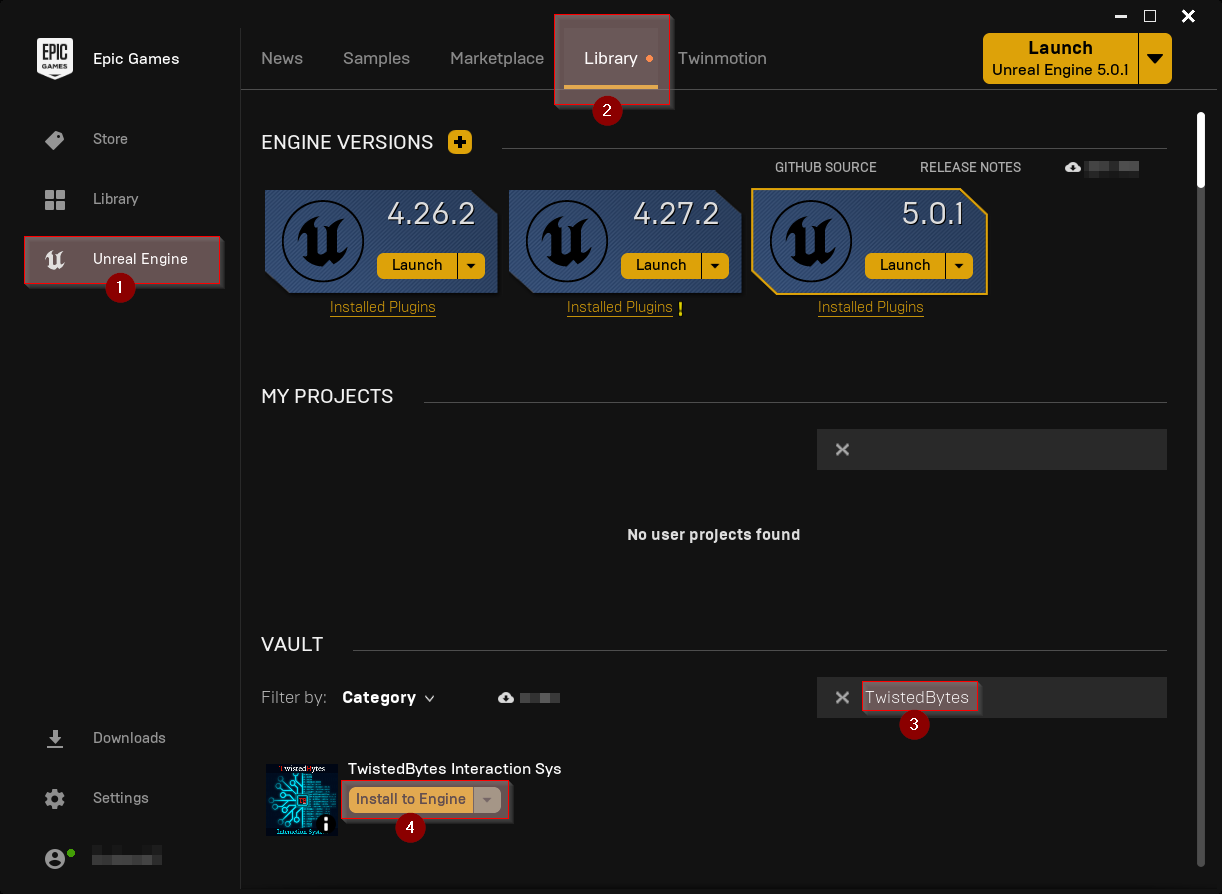 EPIC GAMES
Epic Games
News
Samples
Marketplace
Library
Twinmotion
Launch
Unreal Engine 5.0.1
2
Store
Library
Unreal Engine
1
ENGINE VERSIONS
GITHUB SOURCE
RELEASE NOTES
4.26.2
Launch
Installed Plugins
4.27.2
Launch
Installed Plugins !
5.0.1
Launch
Installed Plugins
MY PROJECTS
No user projects found
VAULT
Filter by: Category
TwistedBytes
3
TwistedBytes
Interaction System
TwistedBytes Interaction Sys
Install to Engine
4
Downloads
Settings